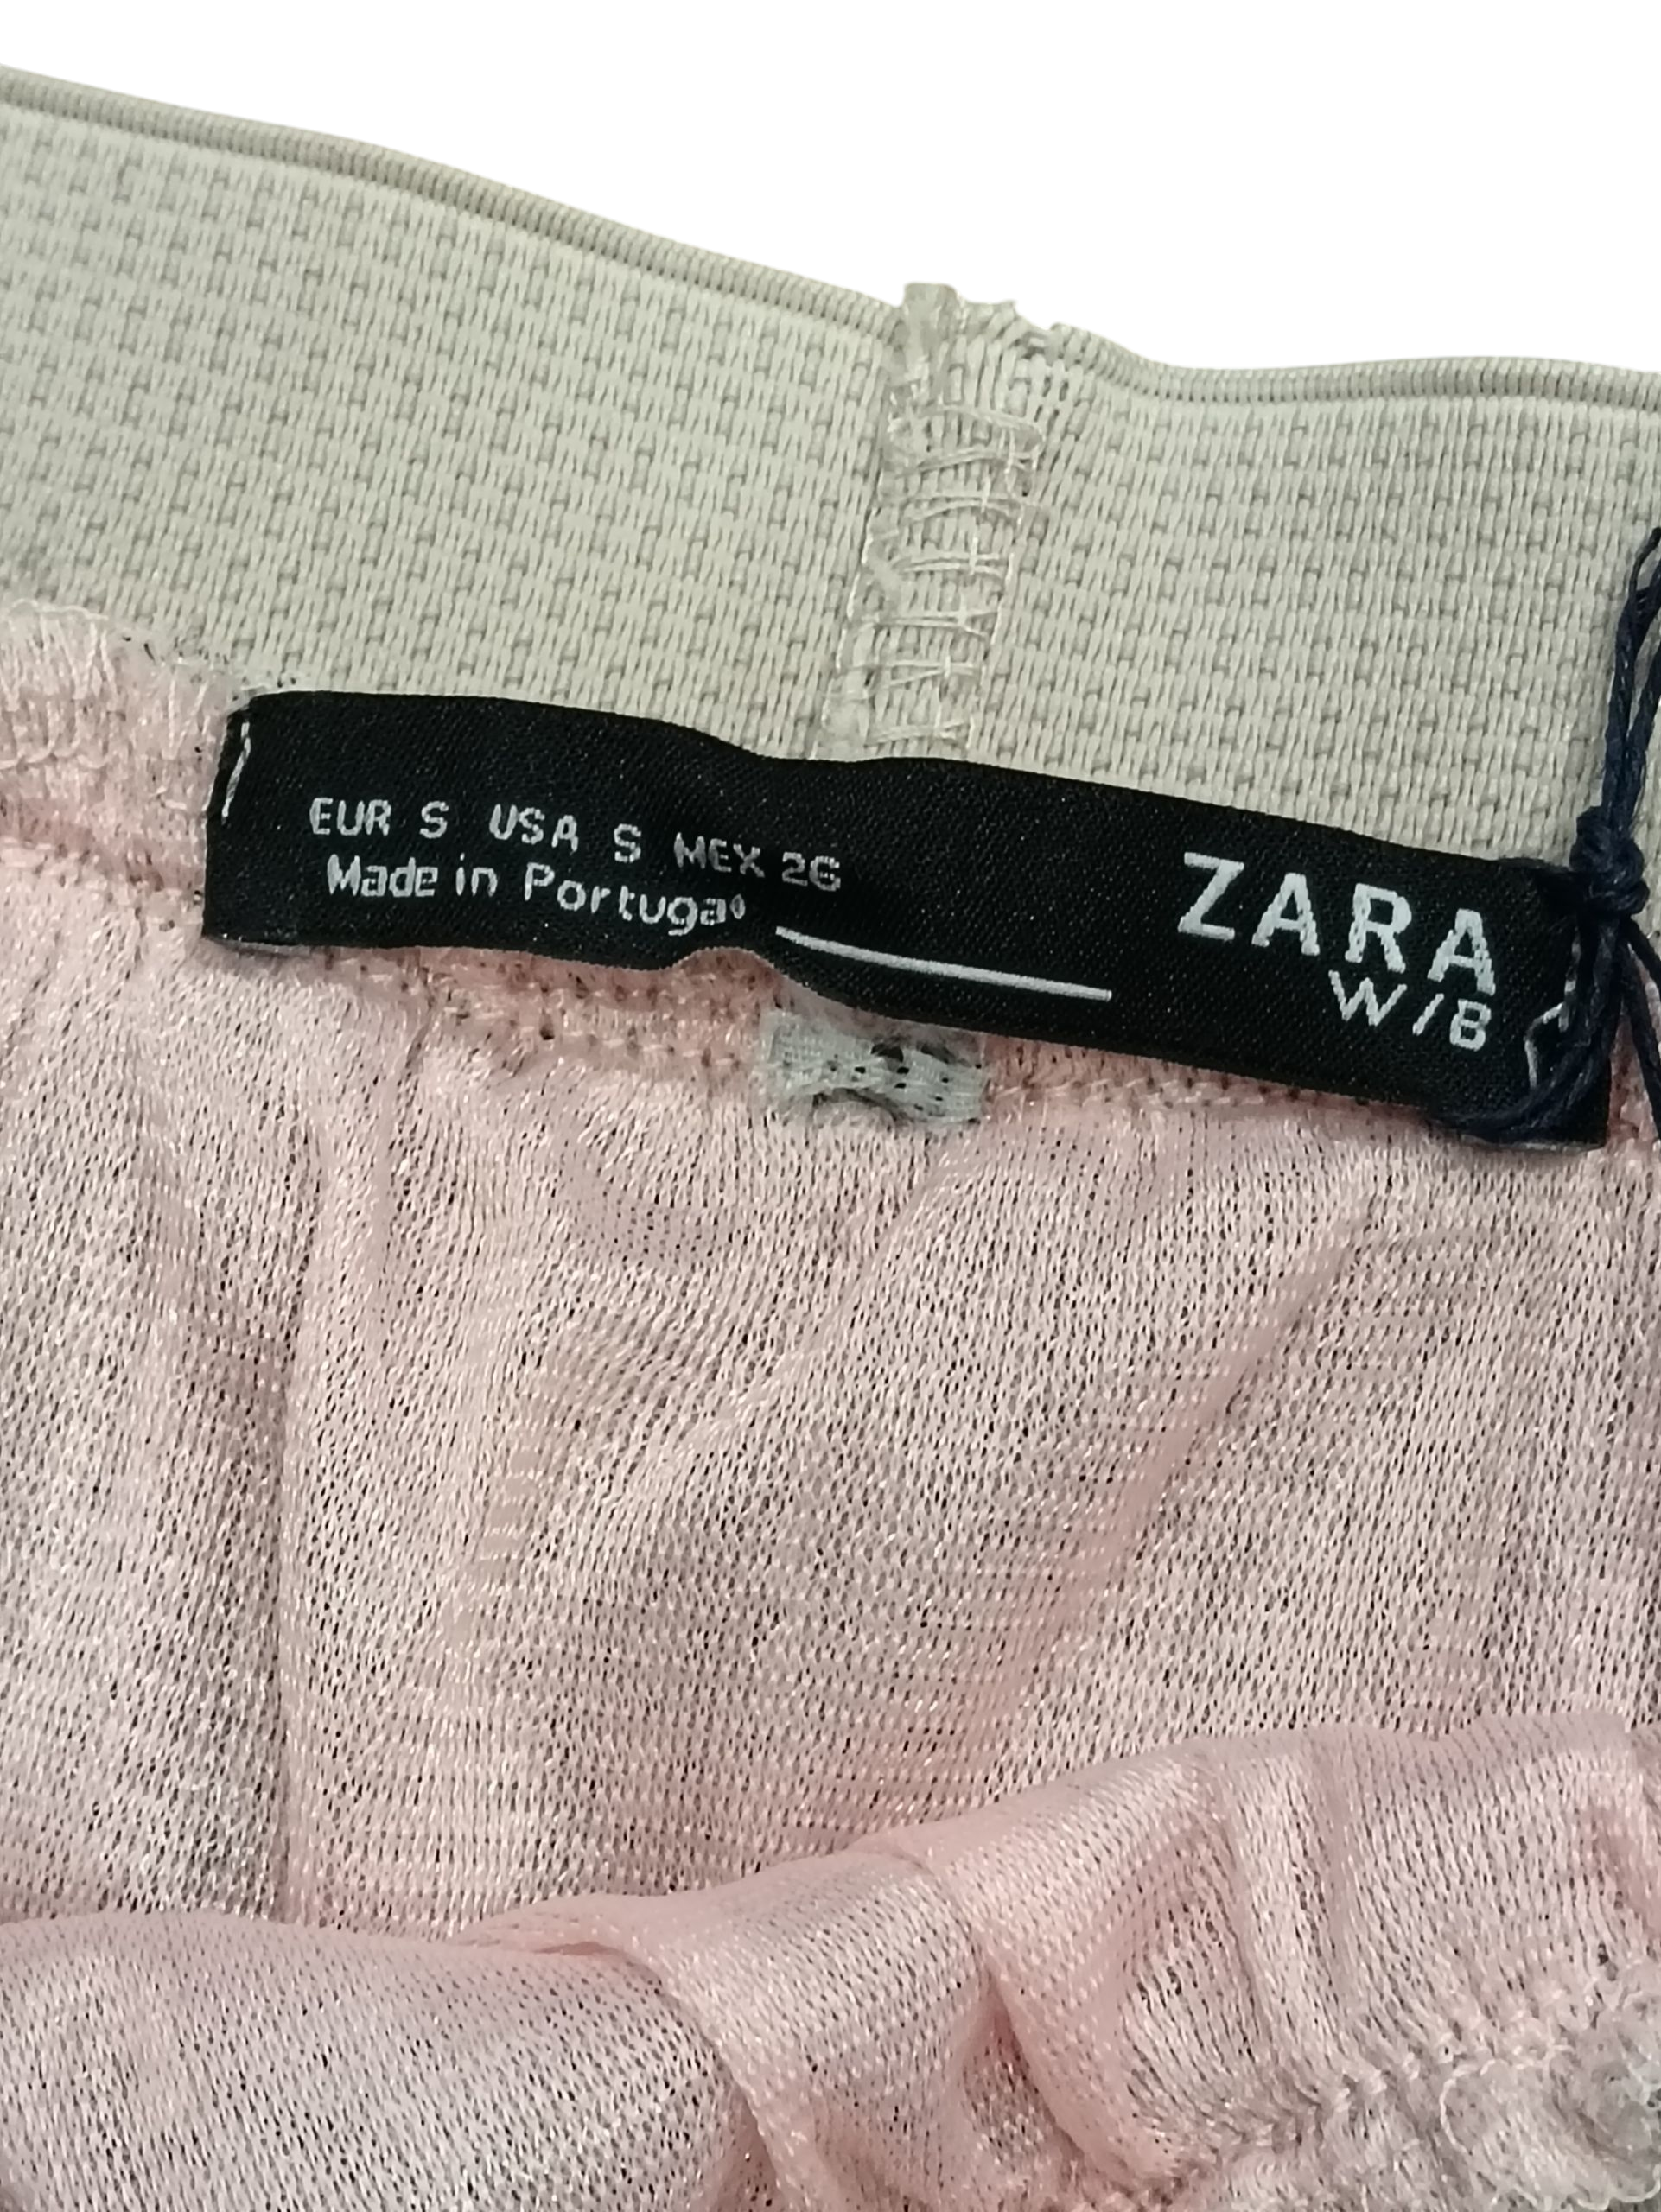 EUR S USA S MEX 26
Made in Portugal
ZARA
W/B